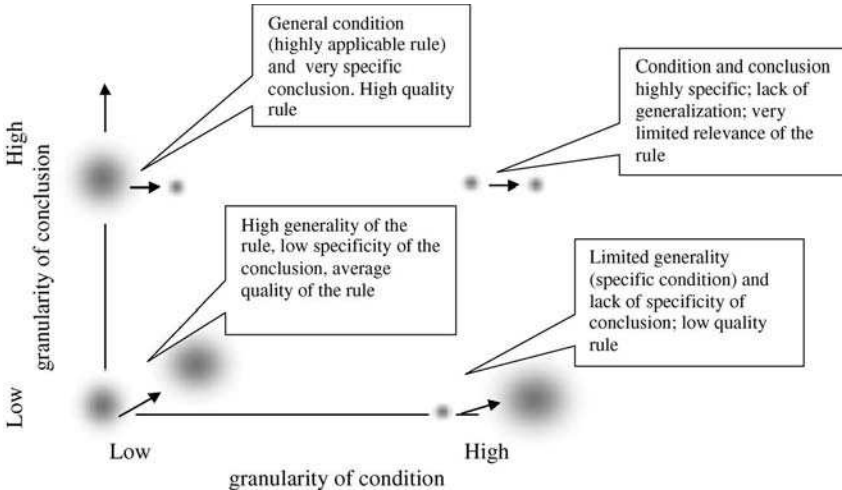 General condition
(highly applicable rule)
and very specific
conclusion. High quality
rule
Condition and conclusion
highly specific; lack of
generalization; very
limited relevance of the
rule
High generality of the
rule, low specificity of the
conclusion, average
quality of the rule
Limited generality
(specific condition) and
lack of specificity of
conclusion; low quality
rule
High
granularity of conclusion
Low
Low
High
granularity of condition